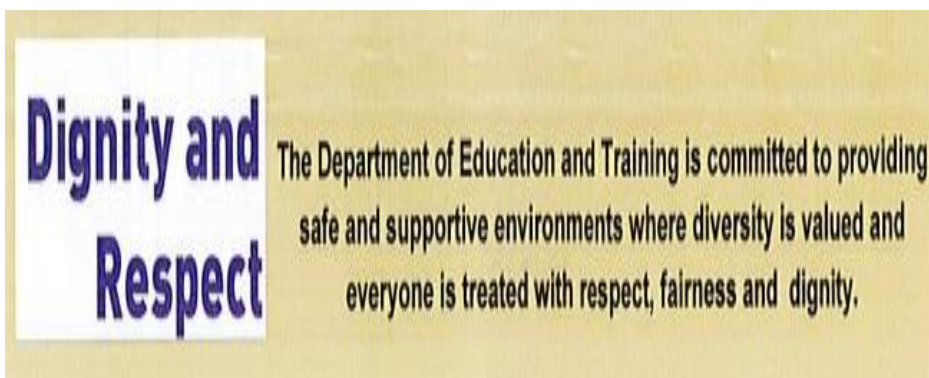 Dignity and
Respect
The Department of Education and Training is committed to providing
safe and supportive environments where diversity is valued and
everyone is treated with respect, fairness and dignity.